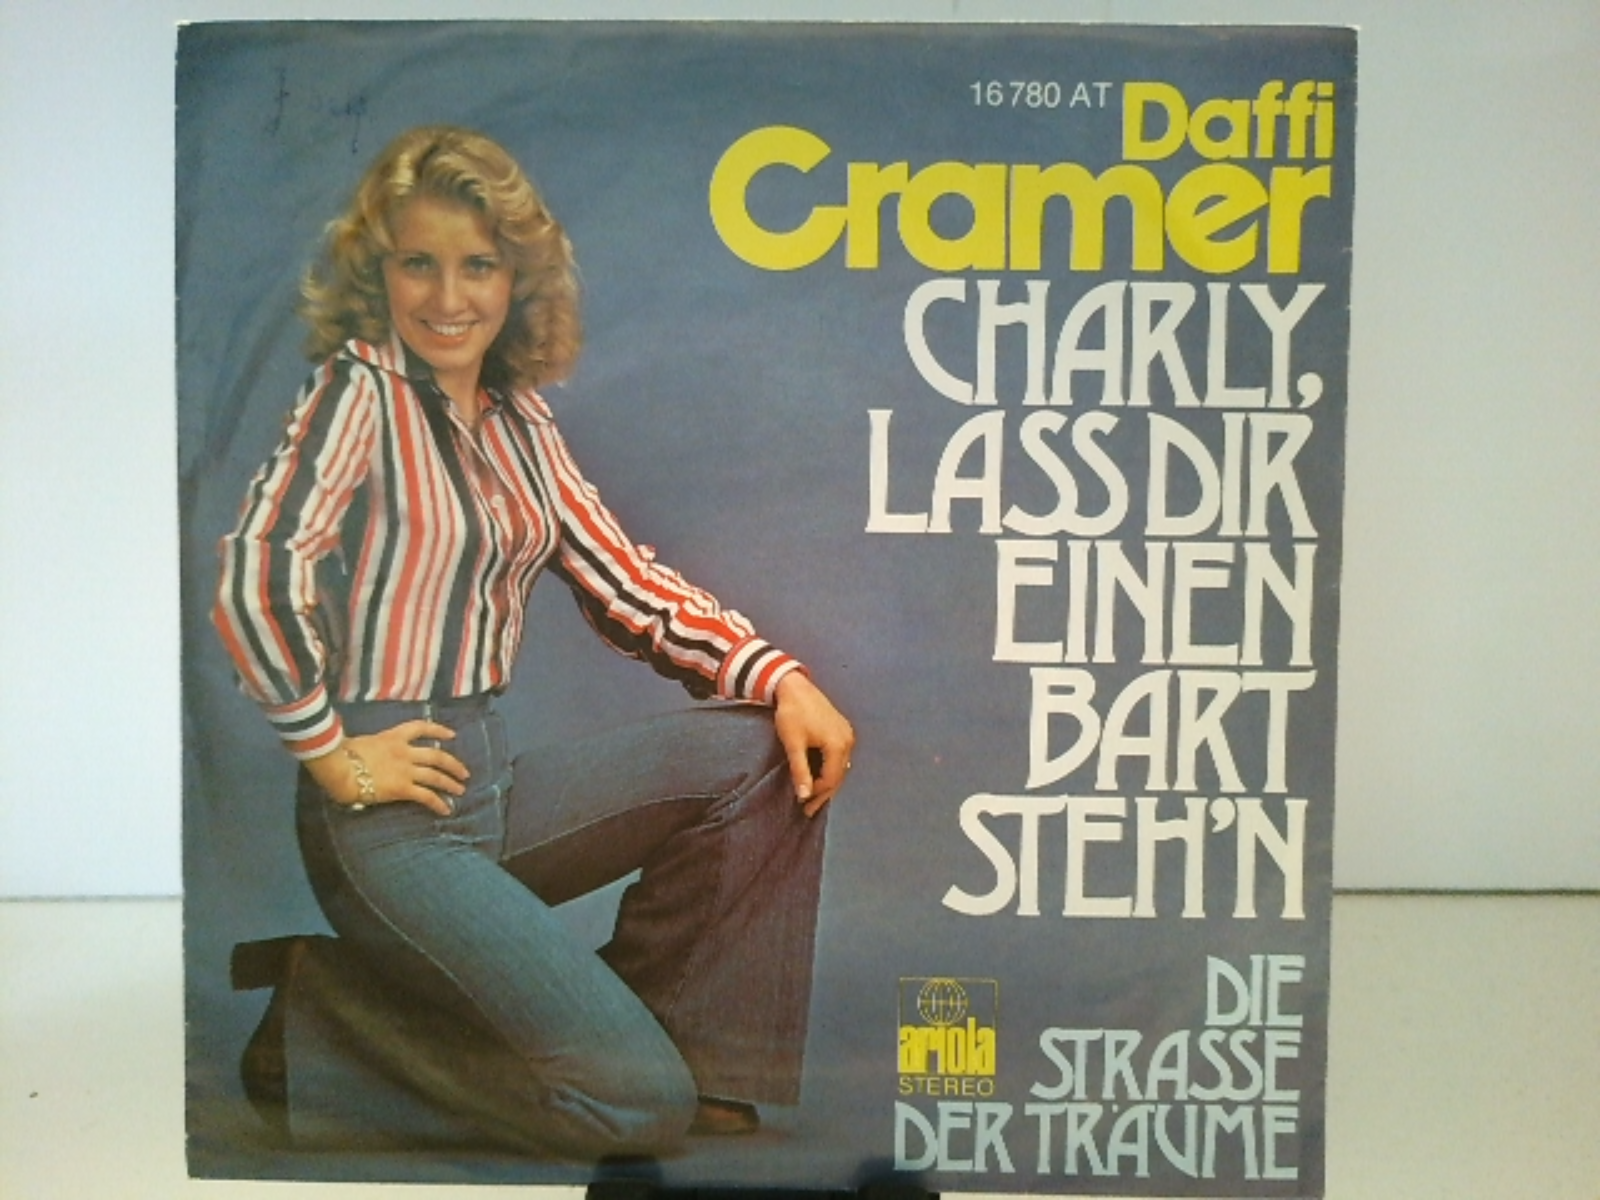 16 780 AT Daffi
Cramer
CHARLY,
LASS DIR
EINEN
BART
STEH'N
DIE
STRASSE
DER TRÄUME
ariola
STEREO